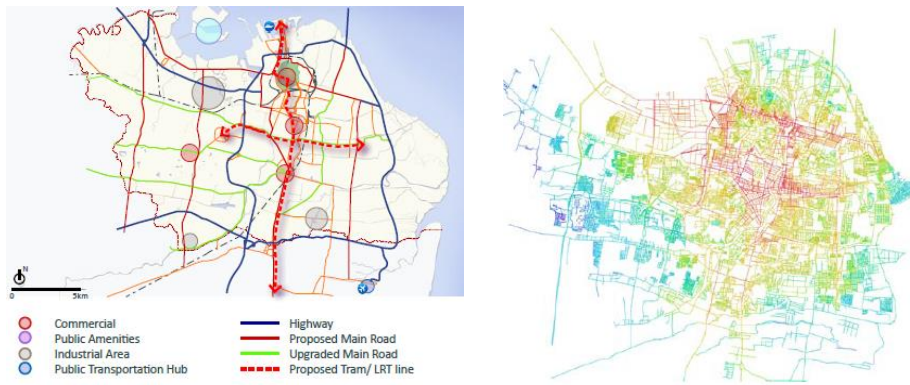 N
0
5km
Commercial
Public Amenities
Industrial Area
Public Transportation Hub
Highway
Proposed Main Road
Upgraded Main Road
Proposed Tram/ LRT line